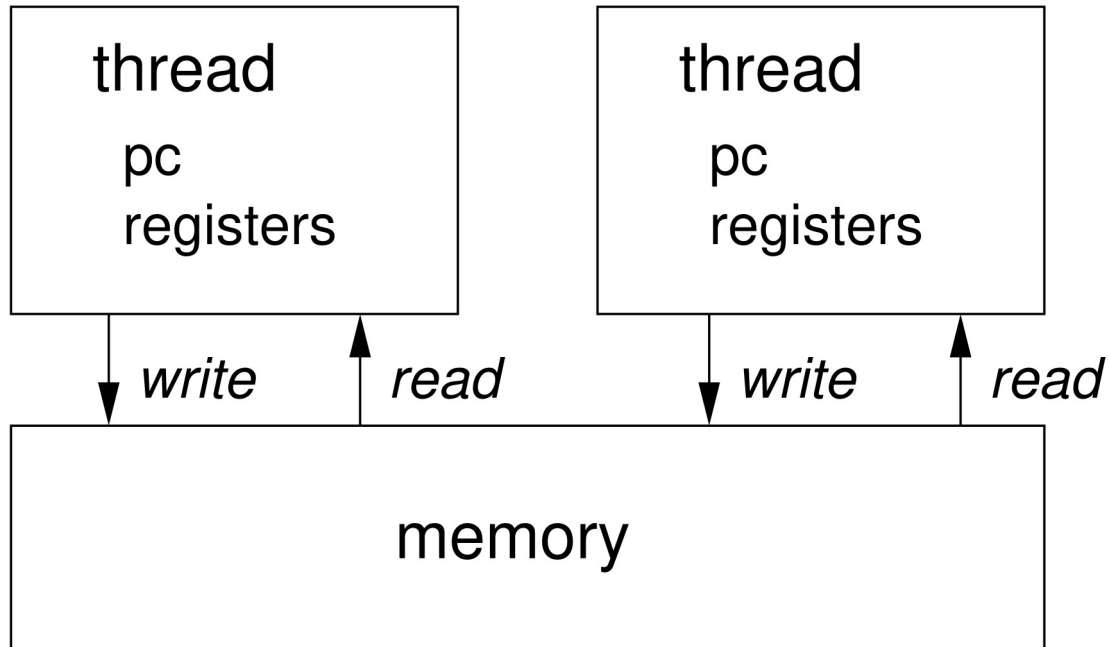 thread
pc
registers
thread
pc
registers
write
read
write
read
memory